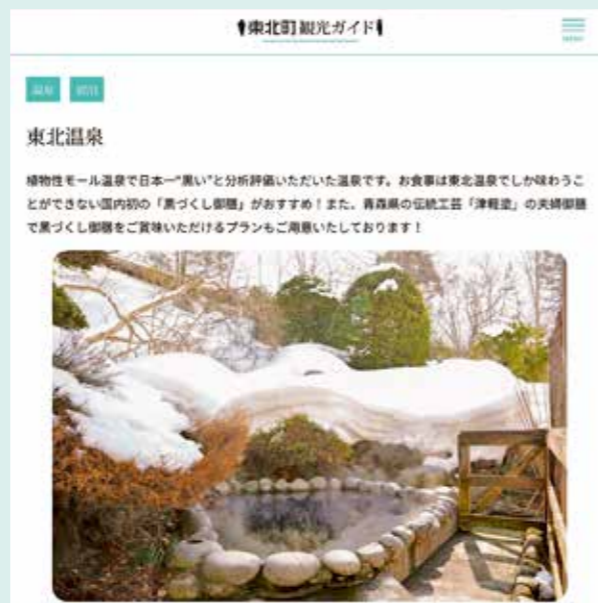 東北町 観光ガイド
MENU
温泉 宿泊
東北温泉
植物性モール温泉で日本一“黒い”と分析評価いただいた温泉です。お食事は東北温泉でしか味わうこ
とができない国内初の「黒づくし御膳」がおすすめ！また、青森県の伝統工芸「津軽塗」の夫婦御膳
で黒づくし御膳をご賞味いただけるプランもご用意いたしております！